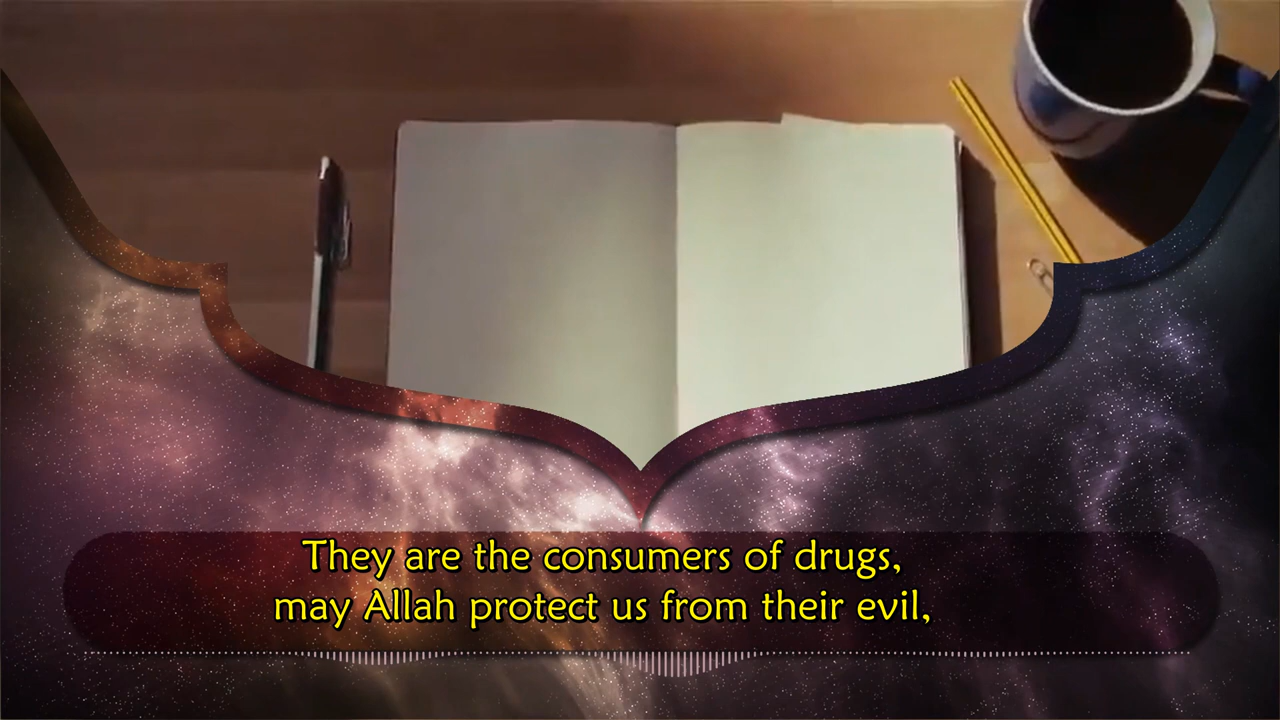 They are the consumers of drugs,
may Allah protect us from their evil,